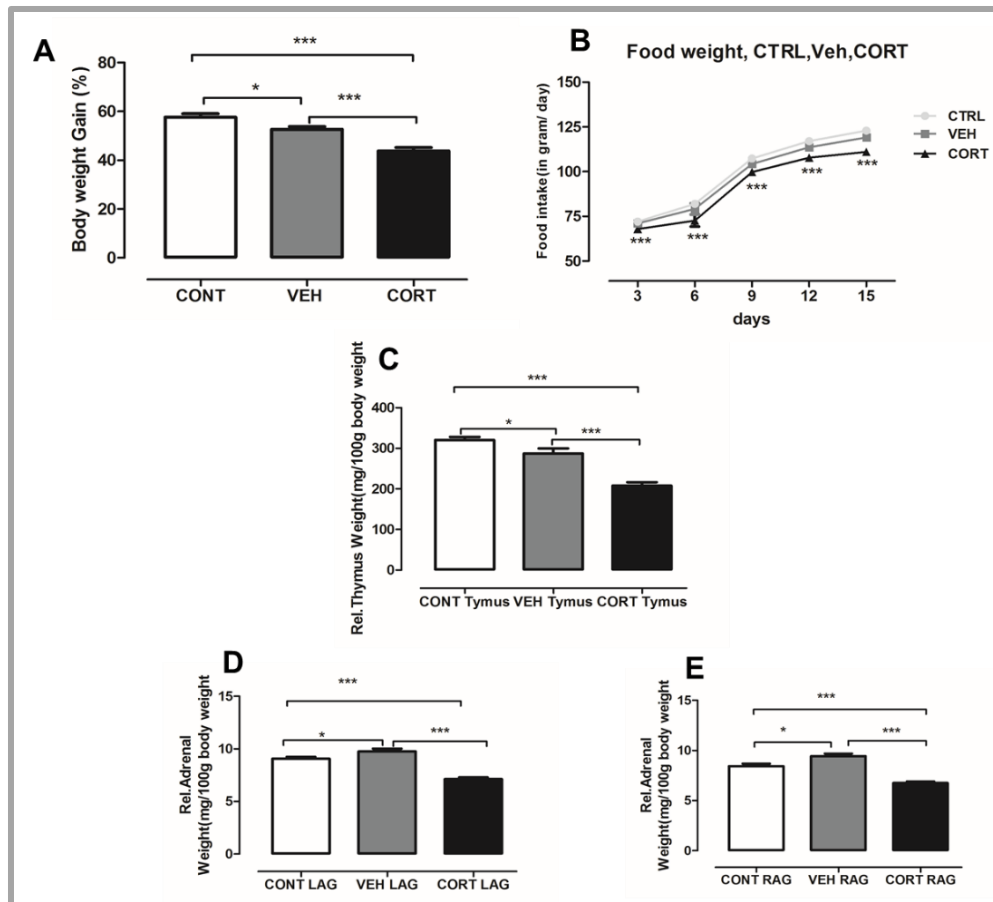 A
***
*
***
Body weight Gain (%)
80
60
40
20
0
CONT VEH CORT
B
Food weight, CTRL,Veh,CORT
Food intake(in gram/ day)
150
125
100
75
50
CTRL
VEH
CORT
***
***
***
***
***
3 6 9 12 15
days
C
***
*
***
Rel.Thymus Weight(mg/100g body weight
400
300
200
100
0
CONT Tymus VEH Tymus CORT Tymus
D
***
*
***
Rel.Adrenal
Weight(mg/100g body weight
15
10
5
0
CONT LAG VEH LAG CORT LAG
E
***
*
***
Rel.Adrenal
Weight(mg/100g body weight
15
10
5
0
CONT RAG VEH RAG CORT RAG